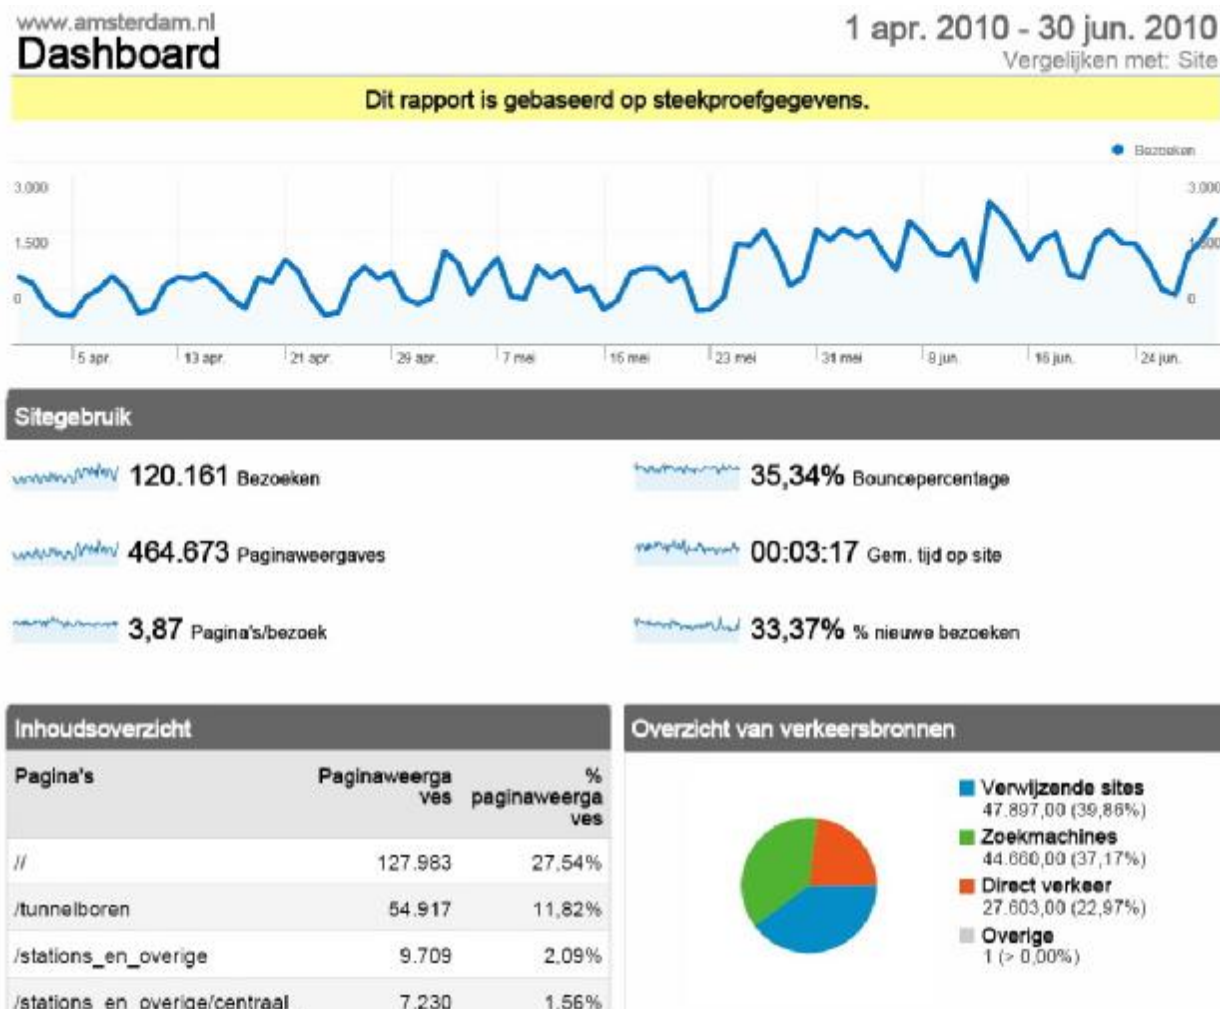 www.amsterdam.nl
Dashboard
1 apr. 2010 - 30 jun. 2010
Vergelijken met: Site
Dit rapport is gebaseerd op steekproefgegevens.
Bezoeken
3.000
3.000
1.500
1.500
0
0
5 apr.
13 apr.
21 apr.
29 apr.
7 mei
15 mei
23 mei
31 mei
8 jun.
16 jun.
24 jun.
Sitegebruik
120.161 Bezoeken
35,34% Bouncepercentage
464.673 Paginaweergaves
00:03:17 Gem. tijd op site
3,87 Pagina's/bezoek
33,37% % nieuwe bezoeken
Inhoudsoverzicht
Pagina's
Paginaweerga
ves
%
paginaweerga
ves
// 127.983 27,54%
/tunnelboren 54.917 11,82%
/stations_en_overige 9.709 2,09%
/stations_en_overige/centraal 7.230 1,56%
Overzicht van verkeersbronnen
Verwijzende sites
47.897,00 (39,86%)
Zoekmachines
44.660,00 (37,17%)
Direct verkeer
27.603,00 (22,97%)
Overige
1 (> 0,00%)